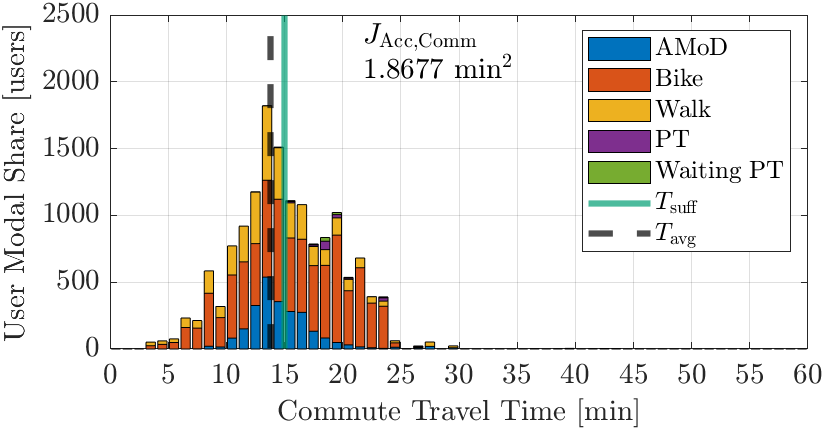 2500
2000
1500
1000
500
0
User Modal Share [users]
J_Acc,Comm
1.8677 min²
AMoD
Bike
Walk
PT
Waiting PT
T_suff
T_avg
0 5 10 15 20 25 30 35 40 45 50 55 60
Commute Travel Time [min]